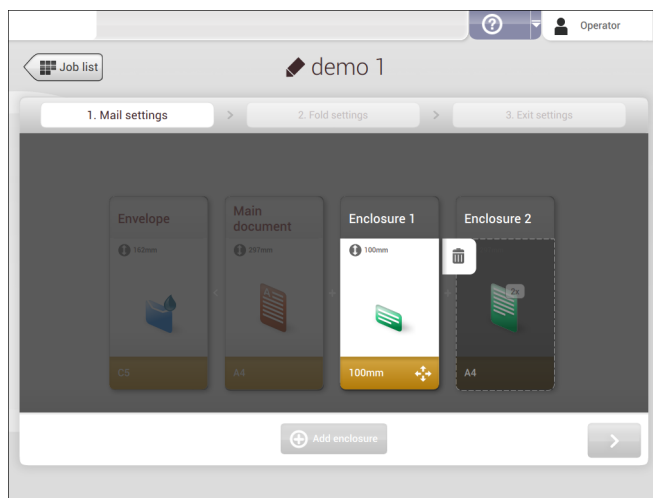 ?
Operator
Job list
demo 1
1. Mail settings
2. Fold settings
3. Exit settings
Envelope
Main
document
Enclosure 1
Enclosure 2
162mm
297mm
100mm
2x
C5
A4
100mm
A4
Add enclosure